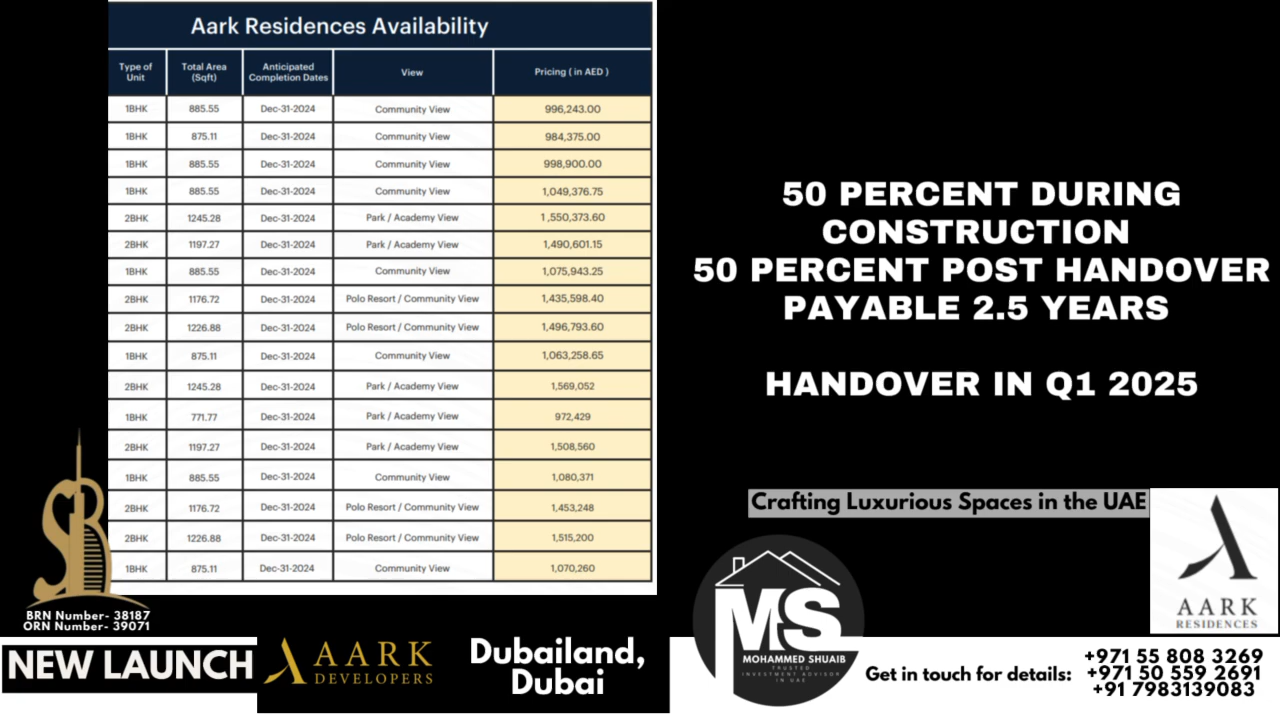 Aark Residences Availability
Type of Unit Total Area (Sqft) Anticipated Completion Dates View Pricing ( in AED )
1BHK 885.55 Dec-31-2024 Community View 996,243.00
1BHK 875.11 Dec-31-2024 Community View 984,375.00
1BHK 885.55 Dec-31-2024 Community View 998,900.00
1BHK 885.55 Dec-31-2024 Community View 1,049,376.75
2BHK 1245.28 Dec-31-2024 Park / Academy View 1,550,373.60
2BHK 1197.27 Dec-31-2024 Park / Academy View 1,490,601.15
1BHK 885.55 Dec-31-2024 Community View 1,075,943.25
2BHK 1176.72 Dec-31-2024 Polo Resort / Community View 1,435,598.40
2BHK 1226.88 Dec-31-2024 Polo Resort / Community View 1,496,793.60
1BHK 875.11 Dec-31-2024 Community View 1,063,258.65
2BHK 1245.28 Dec-31-2024 Park / Academy View 1,569,052
1BHK 771.77 Dec-31-2024 Park / Academy View 972,429
2BHK 1197.27 Dec-31-2024 Park / Academy View 1,508,560
1BHK 885.55 Dec-31-2024 Community View 1,080,371
2BHK 1176.72 Dec-31-2024 Polo Resort / Community View 1,453,248
2BHK 1226.88 Dec-31-2024 Polo Resort / Community View 1,515,200
1BHK 875.11 Dec-31-2024 Community View 1,070,260
50 PERCENT DURING
CONSTRUCTION
50 PERCENT POST HANDOVER
PAYABLE 2.5 YEARS
HANDOVER IN Q1 2025
Crafting Luxurious Spaces in the UAE
AARK
RESIDENCES
BRN Number- 38187
ORN Number- 39071
NEW LAUNCH
AARK
DEVELOPERS
Dubailand,
Dubai
MS
MOHAMMED SHUAIB
TRUSTED
INVESTMENT ADVISOR
IN UAE
Get in touch for details:
+971 55 808 3269
+971 50 559 2691
+91 7983139083